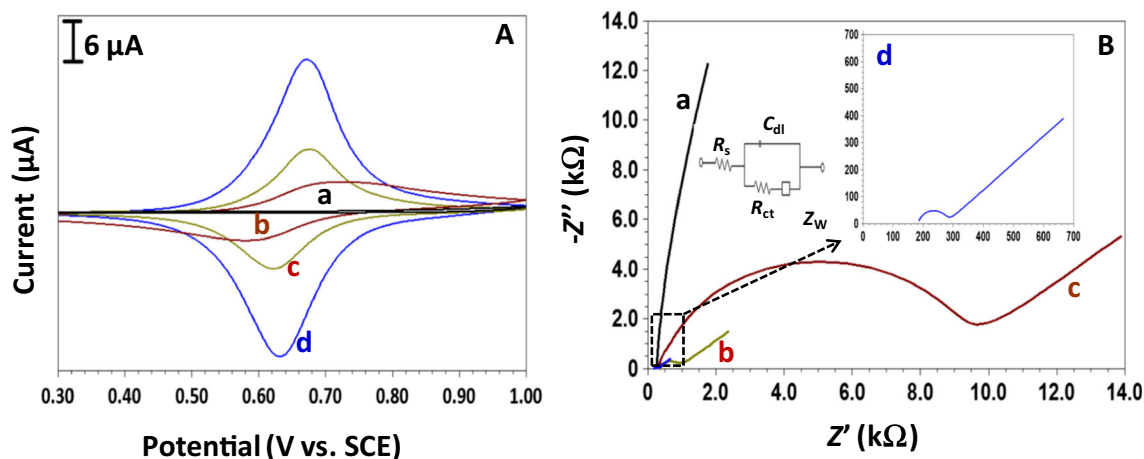 6 µA
A
a
b
c
d
Current (µA)
0.30 0.40 0.50 0.60 0.70 0.80 0.90 1.00
Potential (V vs. SCE)
B
14.0
12.0
10.0
8.0
6.0
4.0
2.0
0
-Z″ (kΩ)
0 2.0 4.0 6.0 8.0 10.0 12.0 14.0
Z′ (kΩ)
a
b
c
Rs
Cdl
Rct
ZW
d
700
600
500
400
300
200
100
0
0 100 200 300 400 500 600 700